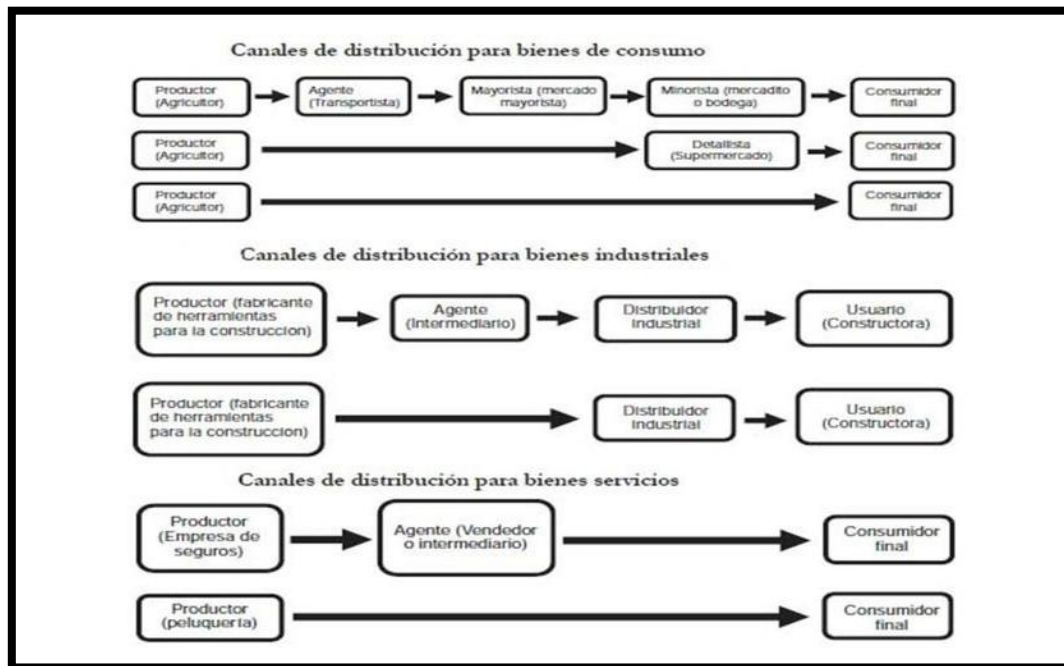 Canales de distribución para bienes de consumo
Productor
(Agricultor)
Agente
(Transportista)
Mayorista (mercado
mayorista)
Minorista (mercadito
o bodega)
Consumidor
final
Productor
(Agricultor)
Detallista
(Supermercado)
Consumidor
final
Productor
(Agricultor)
Consumidor
final
Canales de distribución para bienes industriales
Productor (fabricante
de herramientas
para la construccion)
Agente
(Intermediario)
Distribuidor
industrial
Usuario
(Constructora)
Productor (fabricante
de herramientas
para la construccion)
Distribuidor
industrial
Usuario
(Constructora)
Canales de distribución para bienes servicios
Productor
(Empresa de
seguros)
Agente (Vendedor
o intermediario)
Consumidor
final
Productor
(peluquería)
Consumidor
final